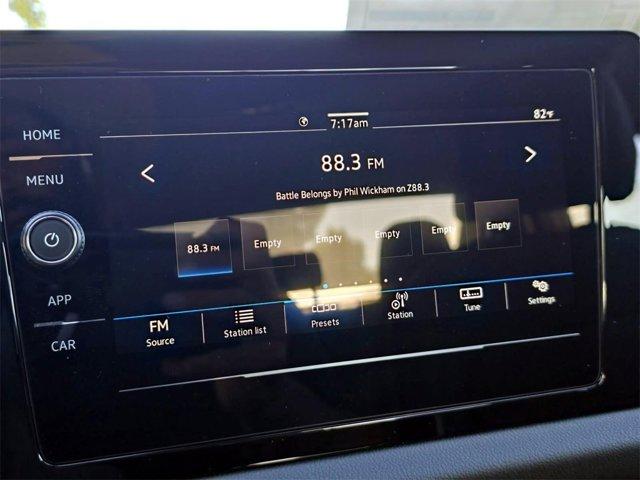 7:17am
82°F
HOME
MENU
APP
CAR
< 88.3 FM >
Battle Belongs by Phil Wickham on Z88.3
88.3 FM Empty Empty Empty Empty Empty
FM Source
Station list
Presets
Station
Tune
Settings